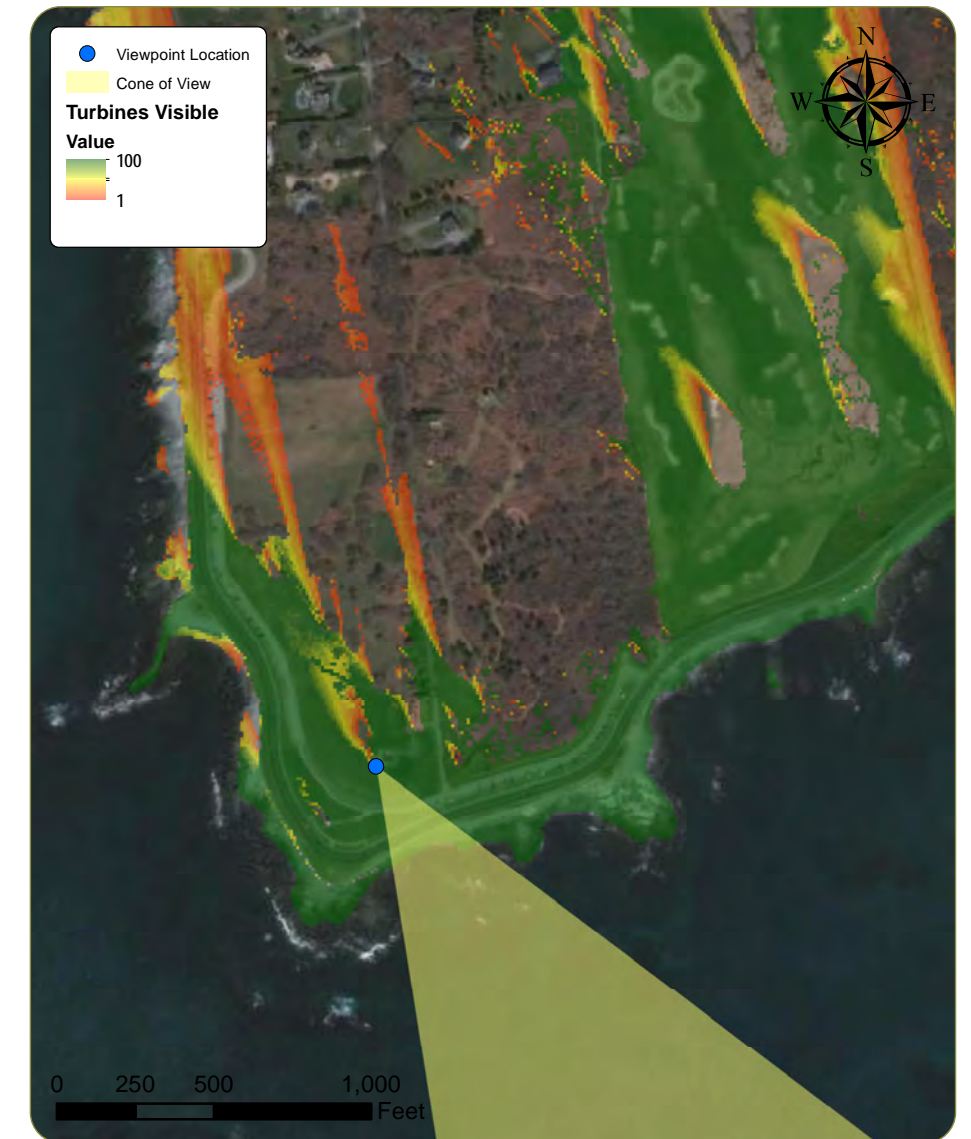 Viewpoint Location
Cone of View
Turbines Visible
Value
100
1
N
W E
S
0 250 500 1,000
Feet